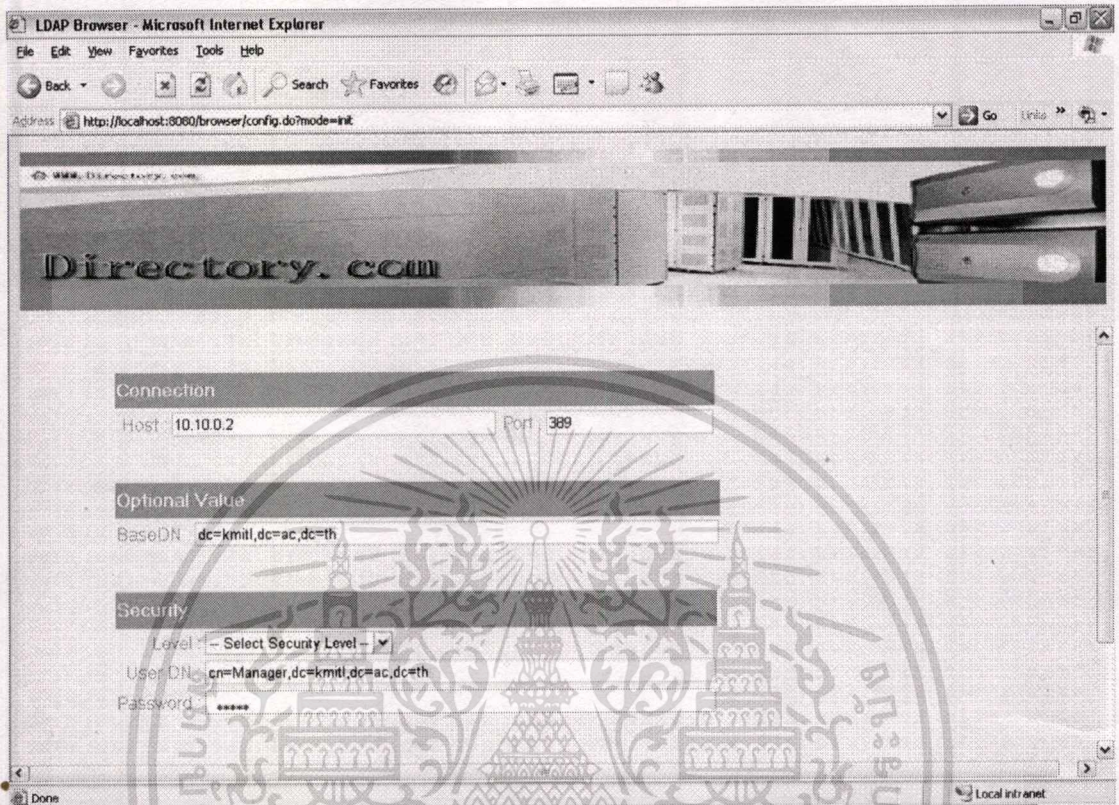 LDAP Browser - Microsoft Internet Explorer
File Edit View Favorites Tools Help
Back Search Favorites
Address http://localhost:8080/browser/config.do?mode=init Go Links »
www.Directory.com
Directory.com
Connection
Host : 10.10.0.2 Port : 389
Optional Value
BaseDN dc=kmitl,dc=ac,dc=th
Security
Level : -- Select Security Level --
User DN : cn=Manager,dc=kmitl,dc=ac,dc=th
Password : *****
Done Local intranet